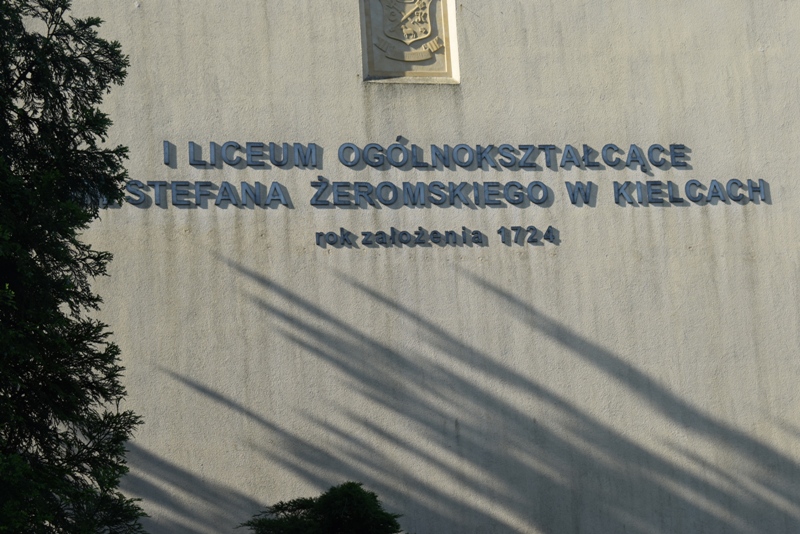 I LICEUM OGÓLNOKSZTAŁCĄCE
STEFANA ŻEROMSKIEGO W KIELCACH
rok założenia 1724